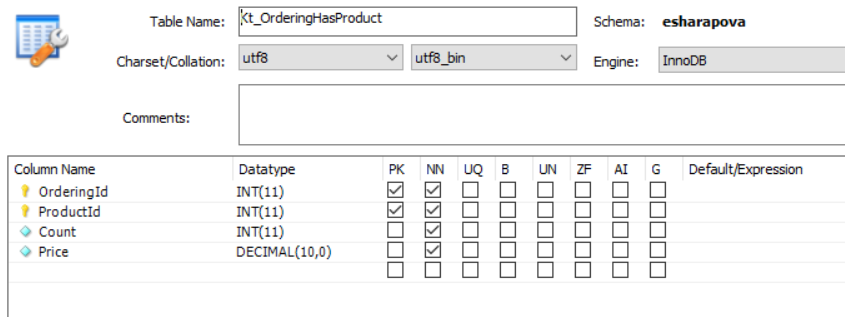 Table Name: Kt_OrderingHasProduct Schema: esharapova
Charset/Collation: utf8 utf8_bin Engine: InnoDB
Comments:
Column Name Datatype PK NN UQ B UN ZF AI G Default/Expression
OrderingId INT(11)
ProductId INT(11)
Count INT(11)
Price DECIMAL(10,0)